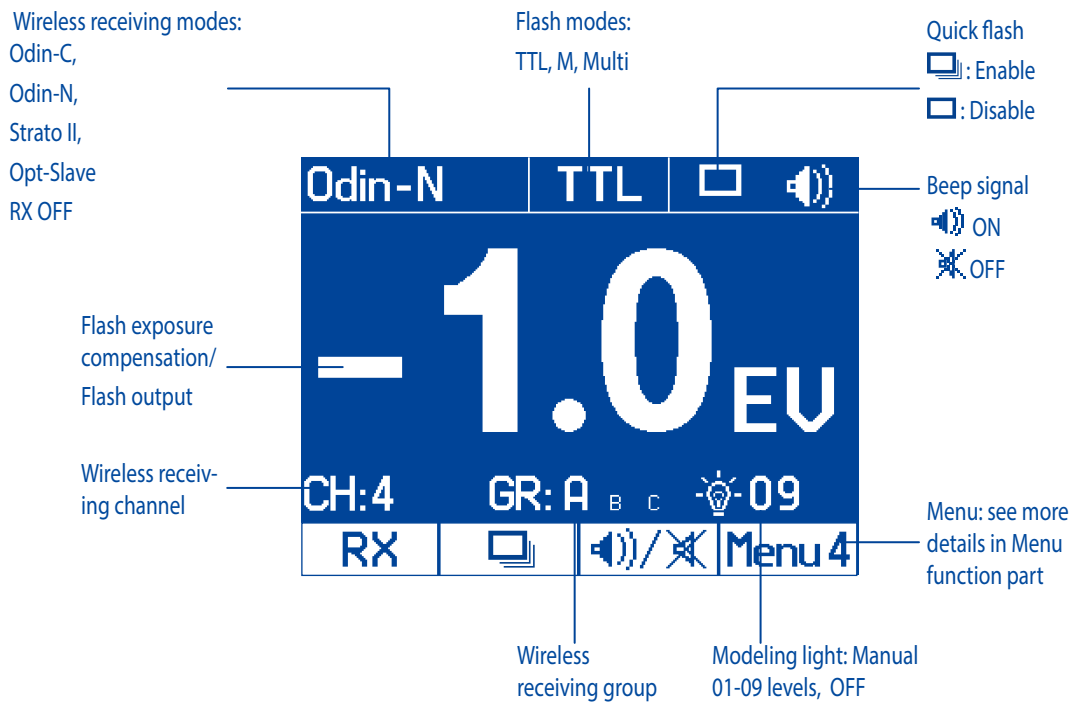 Wireless receiving modes:
Odin-C,
Odin-N,
Strato II,
Opt-Slave
RX OFF
Flash modes:
TTL, M, Multi
Quick flash
: Enable
: Disable
Beep signal
ON
OFF
Odin-N TTL
-1.0 EV
CH:4 GR: A B C 09
RX / Menu 4
Flash exposure
compensation/
Flash output
Wireless receiv-
ing channel
Menu: see more
details in Menu
function part
Wireless
receiving group
Modeling light: Manual
01-09 levels, OFF